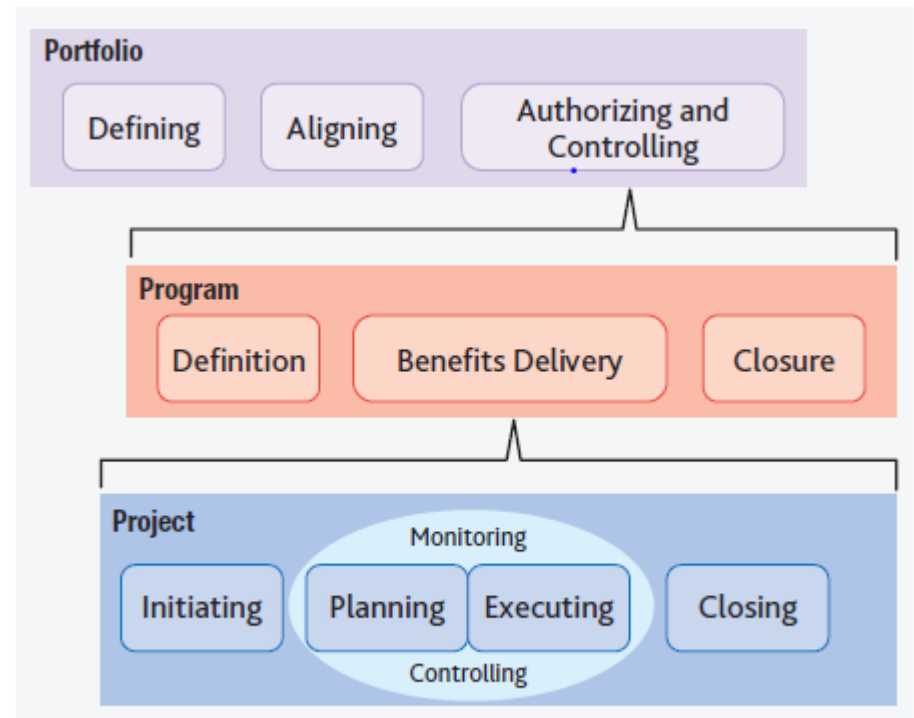 Portfolio
Defining
Aligning
Authorizing and
Controlling
Program
Definition
Benefits Delivery
Closure
Project
Monitoring
Initiating
Planning
Executing
Closing
Controlling